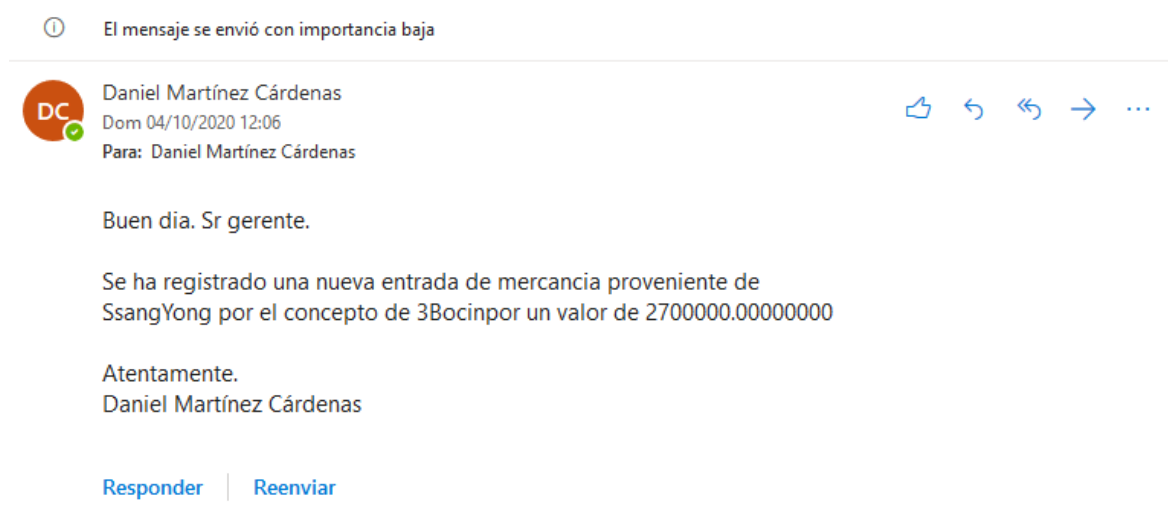 El mensaje se envió con importancia baja
DC
Daniel Martínez Cárdenas
Dom 04/10/2020 12:06
Para: Daniel Martínez Cárdenas
Buen dia. Sr gerente.
Se ha registrado una nueva entrada de mercancia proveniente de
SsangYong por el concepto de 3Bocinpor un valor de 2700000.00000000
Atentamente.
Daniel Martínez Cárdenas
Responder Reenviar